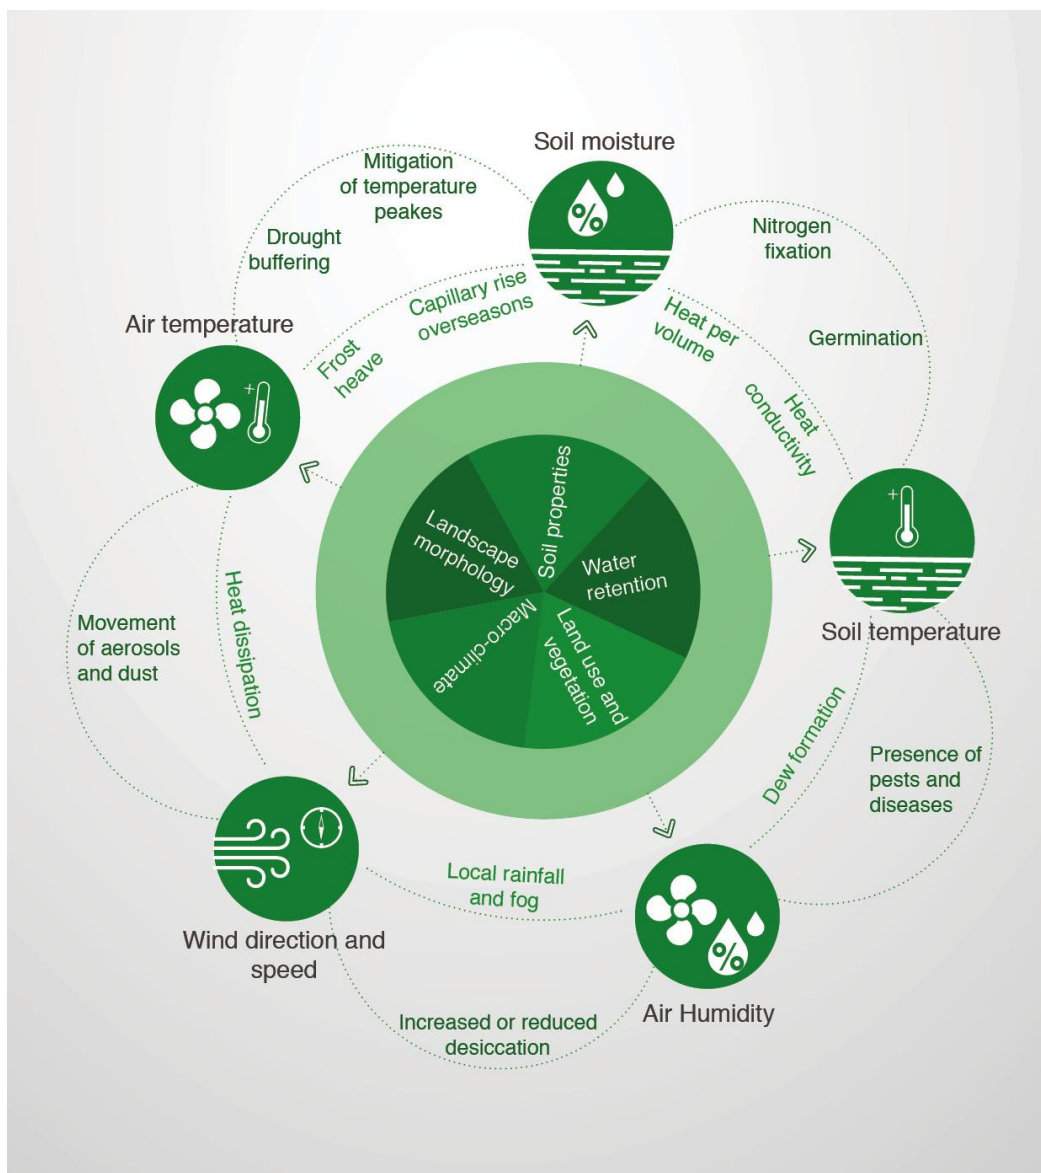 Soil moisture
Mitigation
of temperature
peakes
Drought
buffering
Nitrogen
fixation
Capillary rise
overseasons
Frost
heave
Heat per
volume
Heat
conductivity
Germination
Air temperature
+
%
+
Soil properties
Landscape
morphology
Water
retention
Macro-climate
Land use and
vegetation
Soil temperature
Heat dissipation
Movement
of aerosols
and dust
Dew formation
Presence of
pests and
diseases
Local rainfall
and fog
Wind direction and
speed
%
Air Humidity
Increased or reduced
desiccation